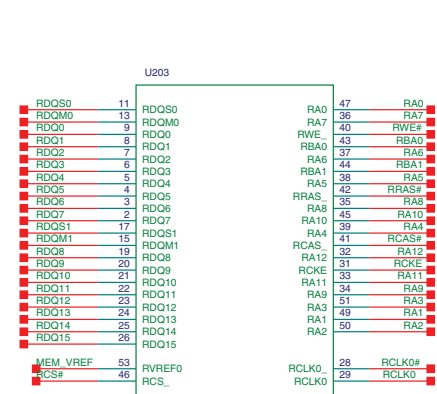 U203
RDQS0 11 RDQS0 RA0 47 RA0
RDQM0 13 RDQM0 RA7 36 RA7
RDQ0 9 RDQ0 RWE_ 40 RWE#
RDQ1 8 RDQ1 RBA0 43 RBA0
RDQ2 7 RDQ2 RA6 37 RA6
RDQ3 6 RDQ3 RBA1 44 RBA1
RDQ4 5 RDQ4 RA5 38 RA5
RDQ5 4 RDQ5 RRAS_ 42 RRAS#
RDQ6 3 RDQ6 RA8 35 RA8
RDQ7 2 RDQ7 RA10 45 RA10
RDQS1 17 RDQS1 RA4 39 RA4
RDQM1 15 RDQM1 RCAS_ 41 RCAS#
RDQ8 19 RDQ8 RA12 32 RA12
RDQ9 20 RDQ9 RCKE 31 RCKE
RDQ10 21 RDQ10 RA11 33 RA11
RDQ11 22 RDQ11 RA9 34 RA9
RDQ12 23 RDQ12 RA3 51 RA3
RDQ13 24 RDQ13 RA1 49 RA1
RDQ14 25 RDQ14 RA2 50 RA2
RDQ15 26 RDQ15
MEM_VREF 53 RVREF0 RCLK0_ 28 RCLK0#
RCS# 46 RCS_ RCLK0 29 RCLK0